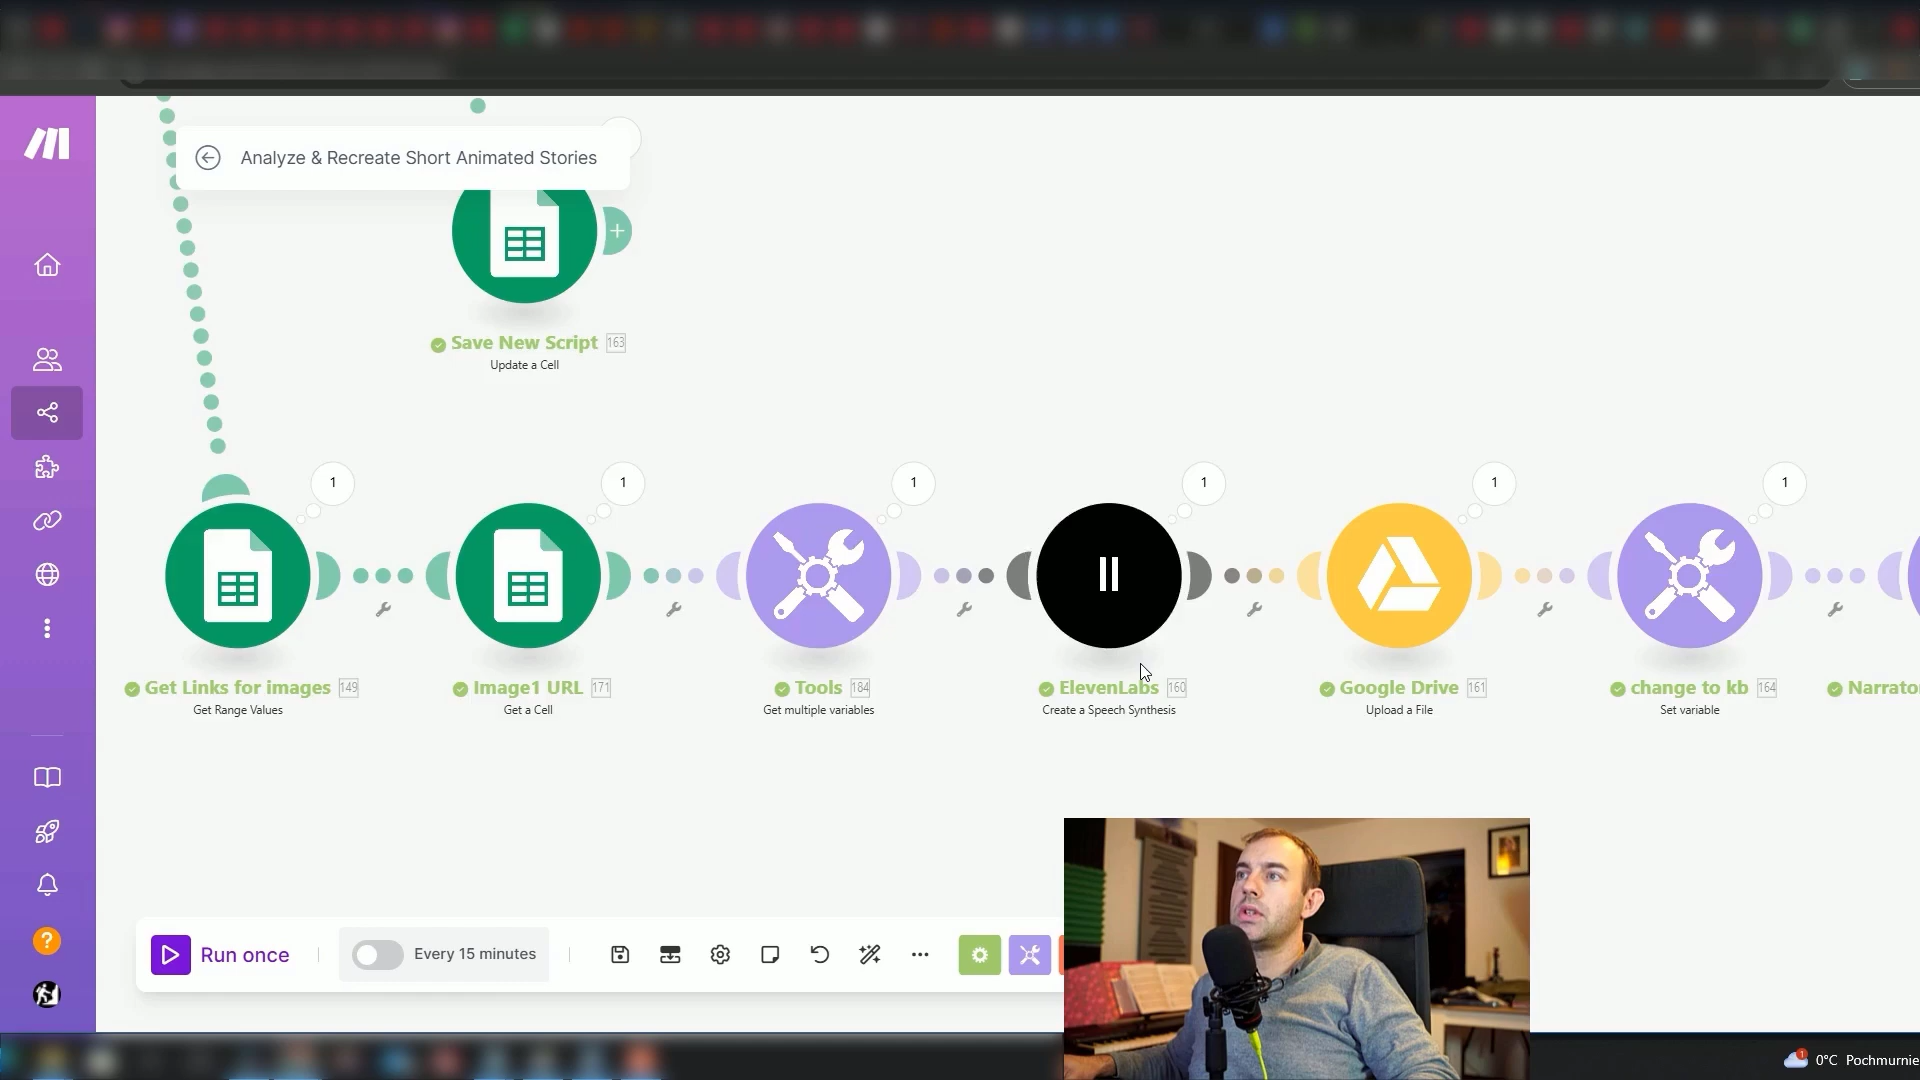 Analyze & Recreate Short Animated Stories
Save New Script 163
Update a Cell
1 1 1 1 1 1
Get Links for images 149
Get Range Values
Image1 URL 171
Get a Cell
Tools 184
Get multiple variables
ElevenLabs 160
Create a Speech Synthesis
Google Drive 161
Upload a File
change to kb 164
Set variable
Run once
Every 15 minutes
?
1
0°C Pochmurnie